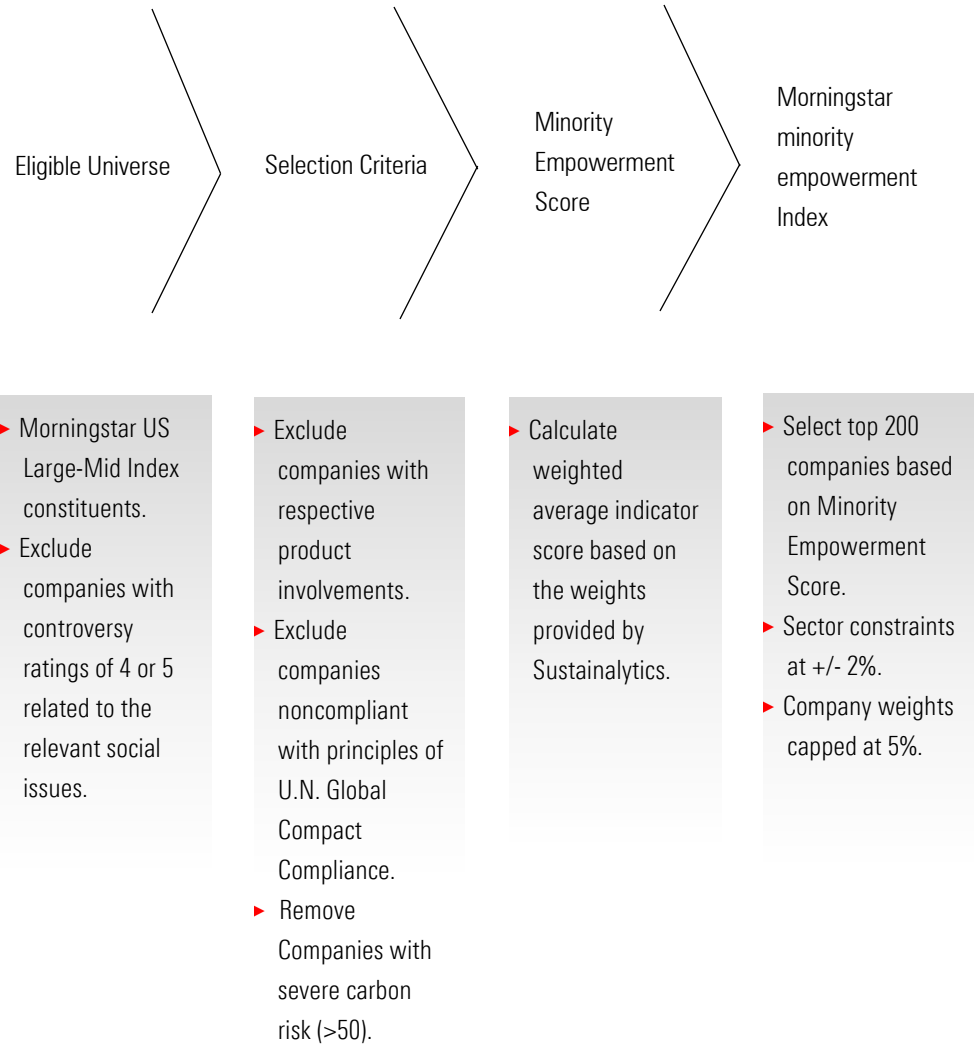 Eligible Universe
Selection Criteria
Minority
Empowerment
Score
Morningstar
minority
empowerment
Index
Morningstar US
Large-Mid Index
constituents.
Exclude
companies with
controversy
ratings of 4 or 5
related to the
relevant social
issues.
Exclude
companies with
respective
product
involvements.
Exclude
companies
noncompliant
with principles of
U.N. Global
Compact
Compliance.
Remove
Companies with
severe carbon
risk (>50).
Calculate
weighted
average indicator
score based on
the weights
provided by
Sustainalytics.
Select top 200
companies based
on Minority
Empowerment
Score.
Sector constraints
at +/- 2%.
Company weights
capped at 5%.